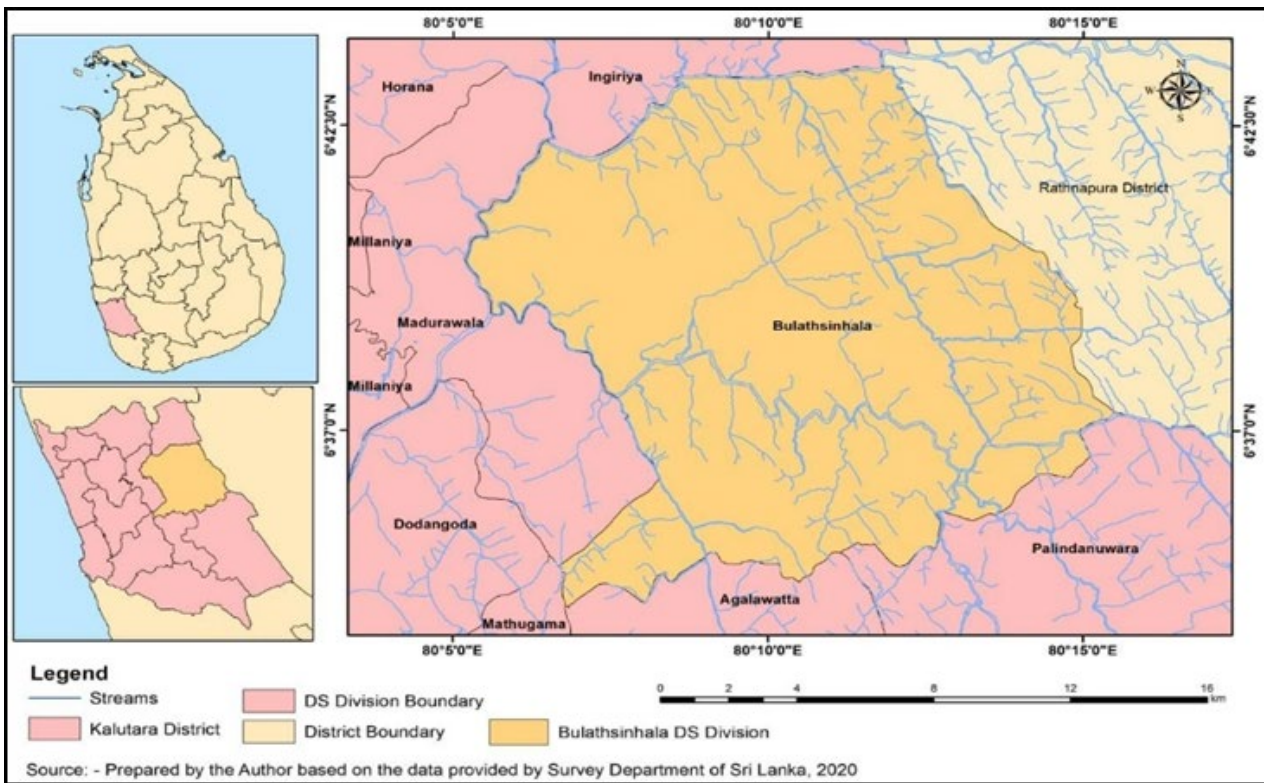 80°5'0"E
80°10'0"E
80°15'0"E
Ingiriya
Horana
N
W E
S
6°42'30"N
6°42'30"N
Rathnapura District
Millaniya
Madurawala
Bulathsinhala
Millaniya
6°37'0"N
6°37'0"N
Dodangoda
Palindanuwara
Agalawatta
Mathugama
80°5'0"E
80°10'0"E
80°15'0"E
Legend
Streams
DS Division Boundary
Kalutara District
District Boundary
Bulathsinhala DS Division
0 2 4 8 12 16
km
Source: - Prepared by the Author based on the data provided by Survey Department of Sri Lanka, 2020